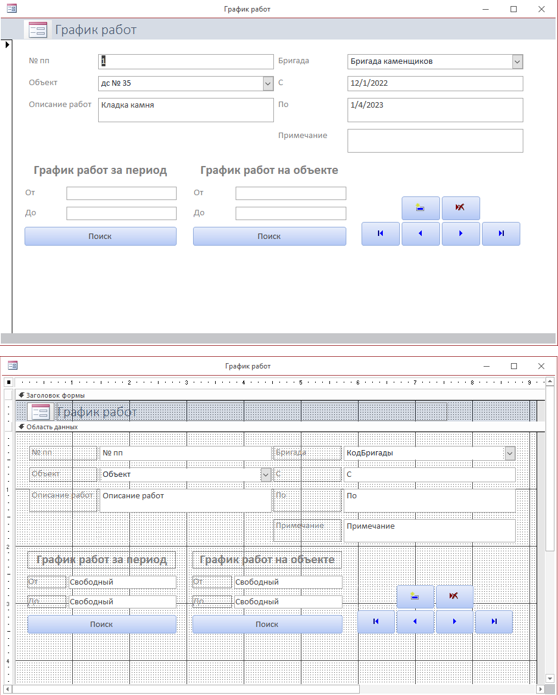 График работ
График работ
№ пп 1 Бригада Бригада каменщиков
Объект дс № 35 С 12/1/2022
Описание работ Кладка камня По 1/4/2023
Примечание
График работ за период График работ на объекте
От От
До До
Поиск Поиск
График работ
1 2 3 4 5 6 7 8 9
Заголовок формы
График работ
Область данных
№ пп № пп Бригада КодБригады
Объект Объект С С
1
Описание работ Описание работ По По
Примечание Примечание
2
График работ за период График работ на объекте
От Свободный От Свободный
До Свободный До Свободный
3
Поиск Поиск
4